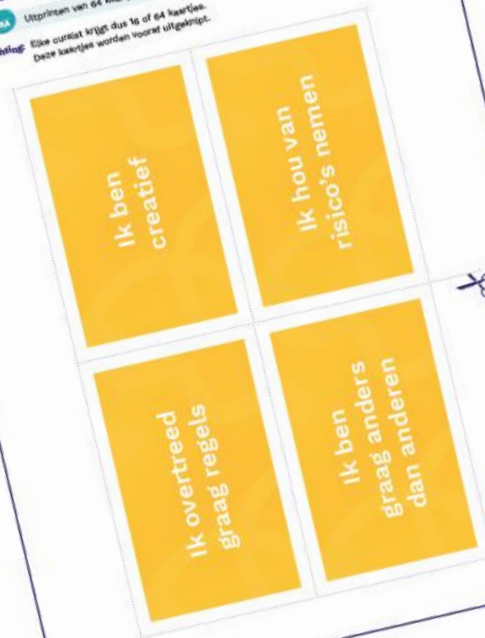 Uitprinten van 64
Elke cursist krijgt dus 16 of 64 kaartjes.
Deze kaartjes worden vooraf uitgeknipt.
Ik ben
creatief
Ik hou van
risico's nemen
Ik overtreed
graag regels
Ik ben
graag anders
dan anderen